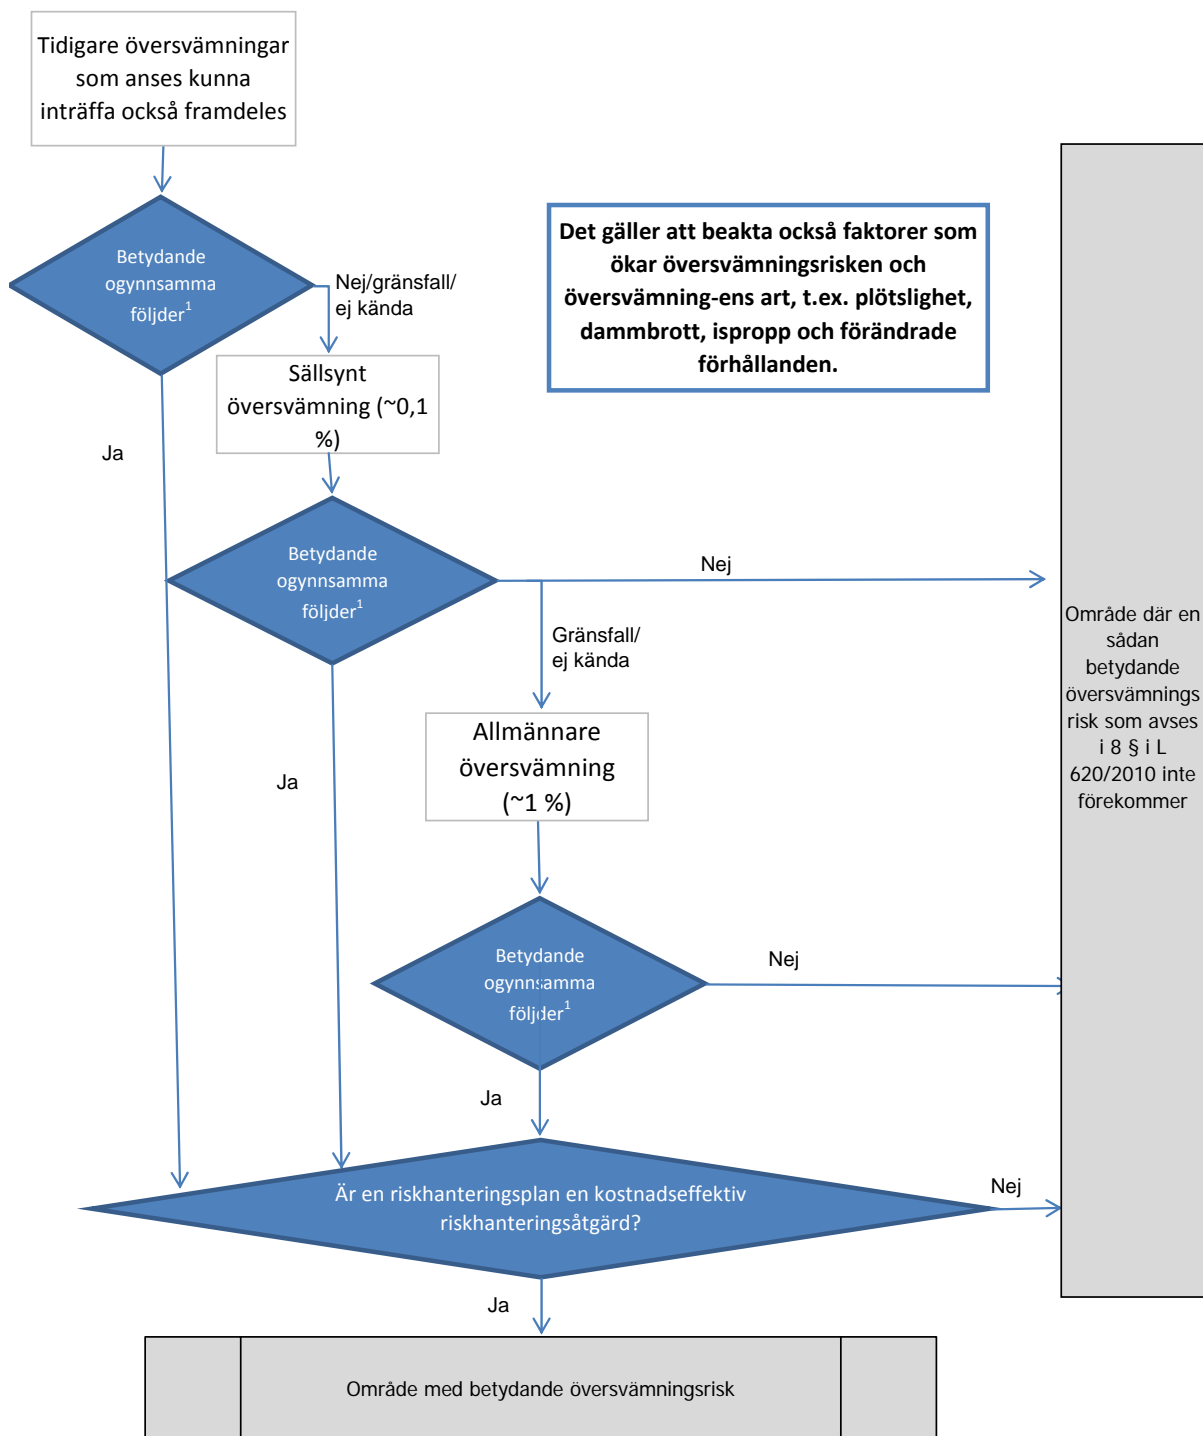 Tidigare översvämningar
som anses kunna
inträffa också framdeles
Betydande
ogynnsamma
följder1
Nej/gränsfall/
ej kända
Det gäller att beakta också faktorer som
ökar översvämningsrisken och
översvämning-ens art, t.ex. plötslighet,
dammbrott, ispropp och förändrade
förhållanden.
Sällsynt
översvämning (~0,1
%)
Ja
Betydande
ogynnsamma
följder1
Nej
Gränsfall/
ej kända
Område där en
sådan
betydande
översvämnings
risk som avses
i 8 § i L
620/2010 inte
förekommer
Ja
Allmännare
översvämning
(~1 %)
Betydande
ogynnsamma
följder1
Nej
Ja
Är en riskhanteringsplan en kostnadseffektiv
riskhanteringsåtgärd?
Nej
Ja
Område med betydande översvämningsrisk